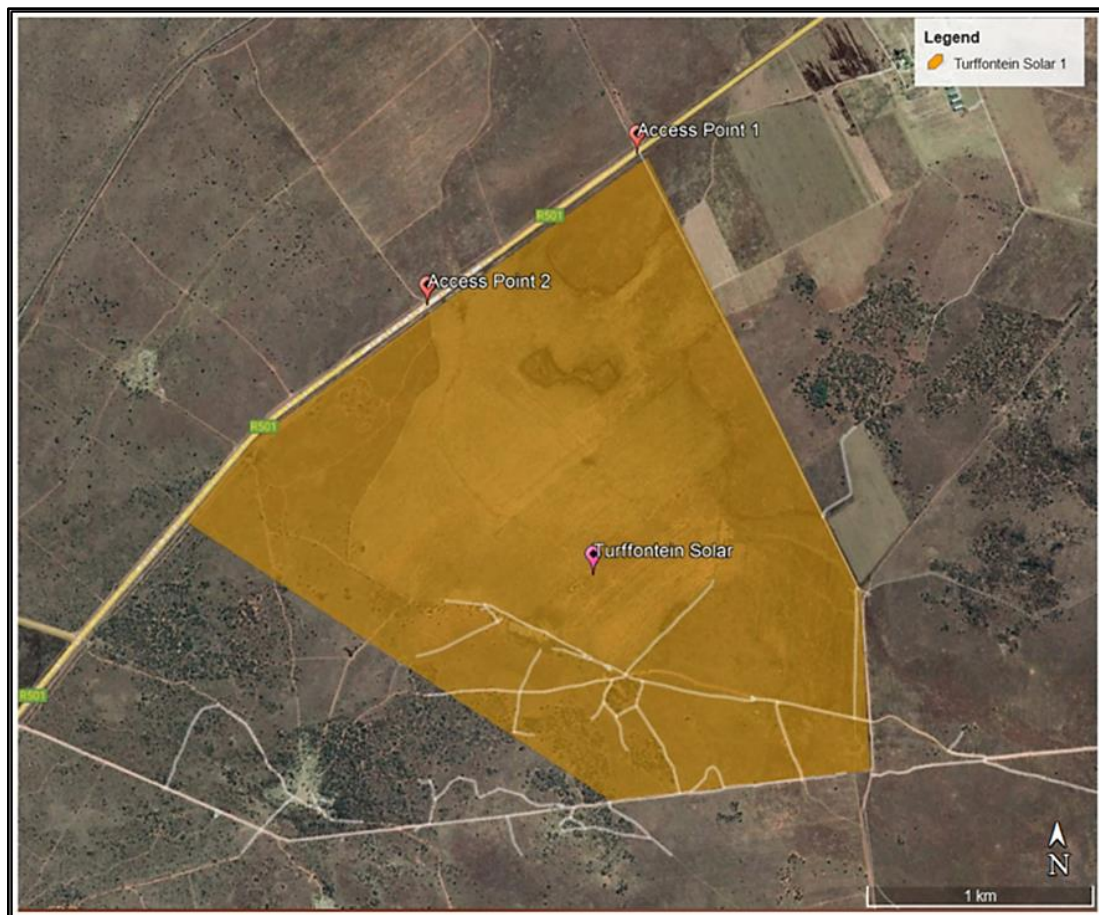 Legend
Turffontein Solar 1
Access Point 1
R501
Access Point 2
R501
Turffontein Solar
R501
N
1 km